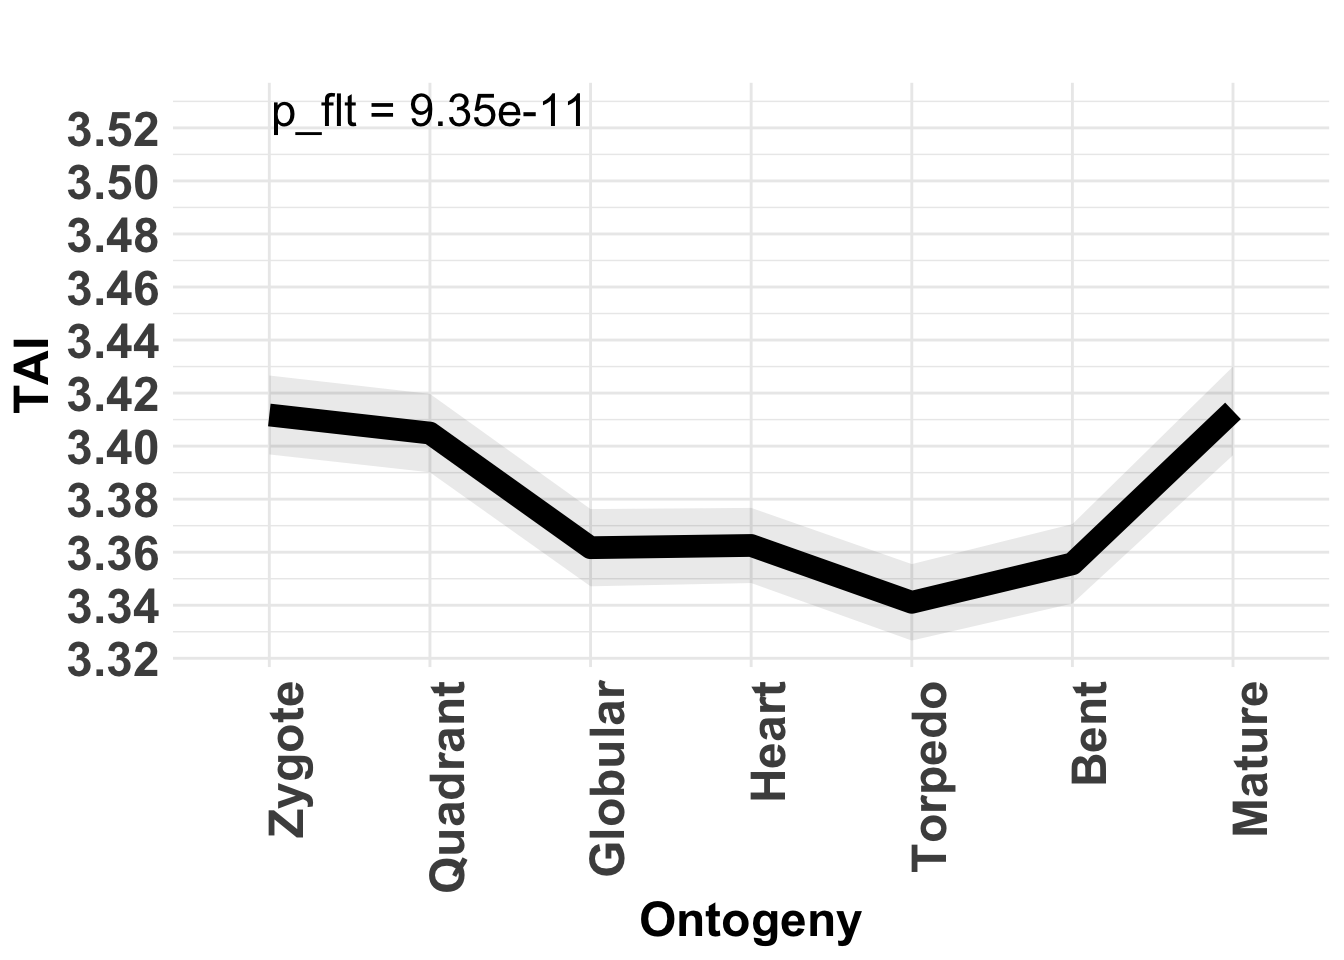 p_flt = 9.35e-11
3.52
3.50
3.48
3.46
3.44
3.42
3.40
3.38
3.36
3.34
3.32
TAI
Zygote
Quadrant
Globular
Heart
Torpedo
Bent
Mature
Ontogeny